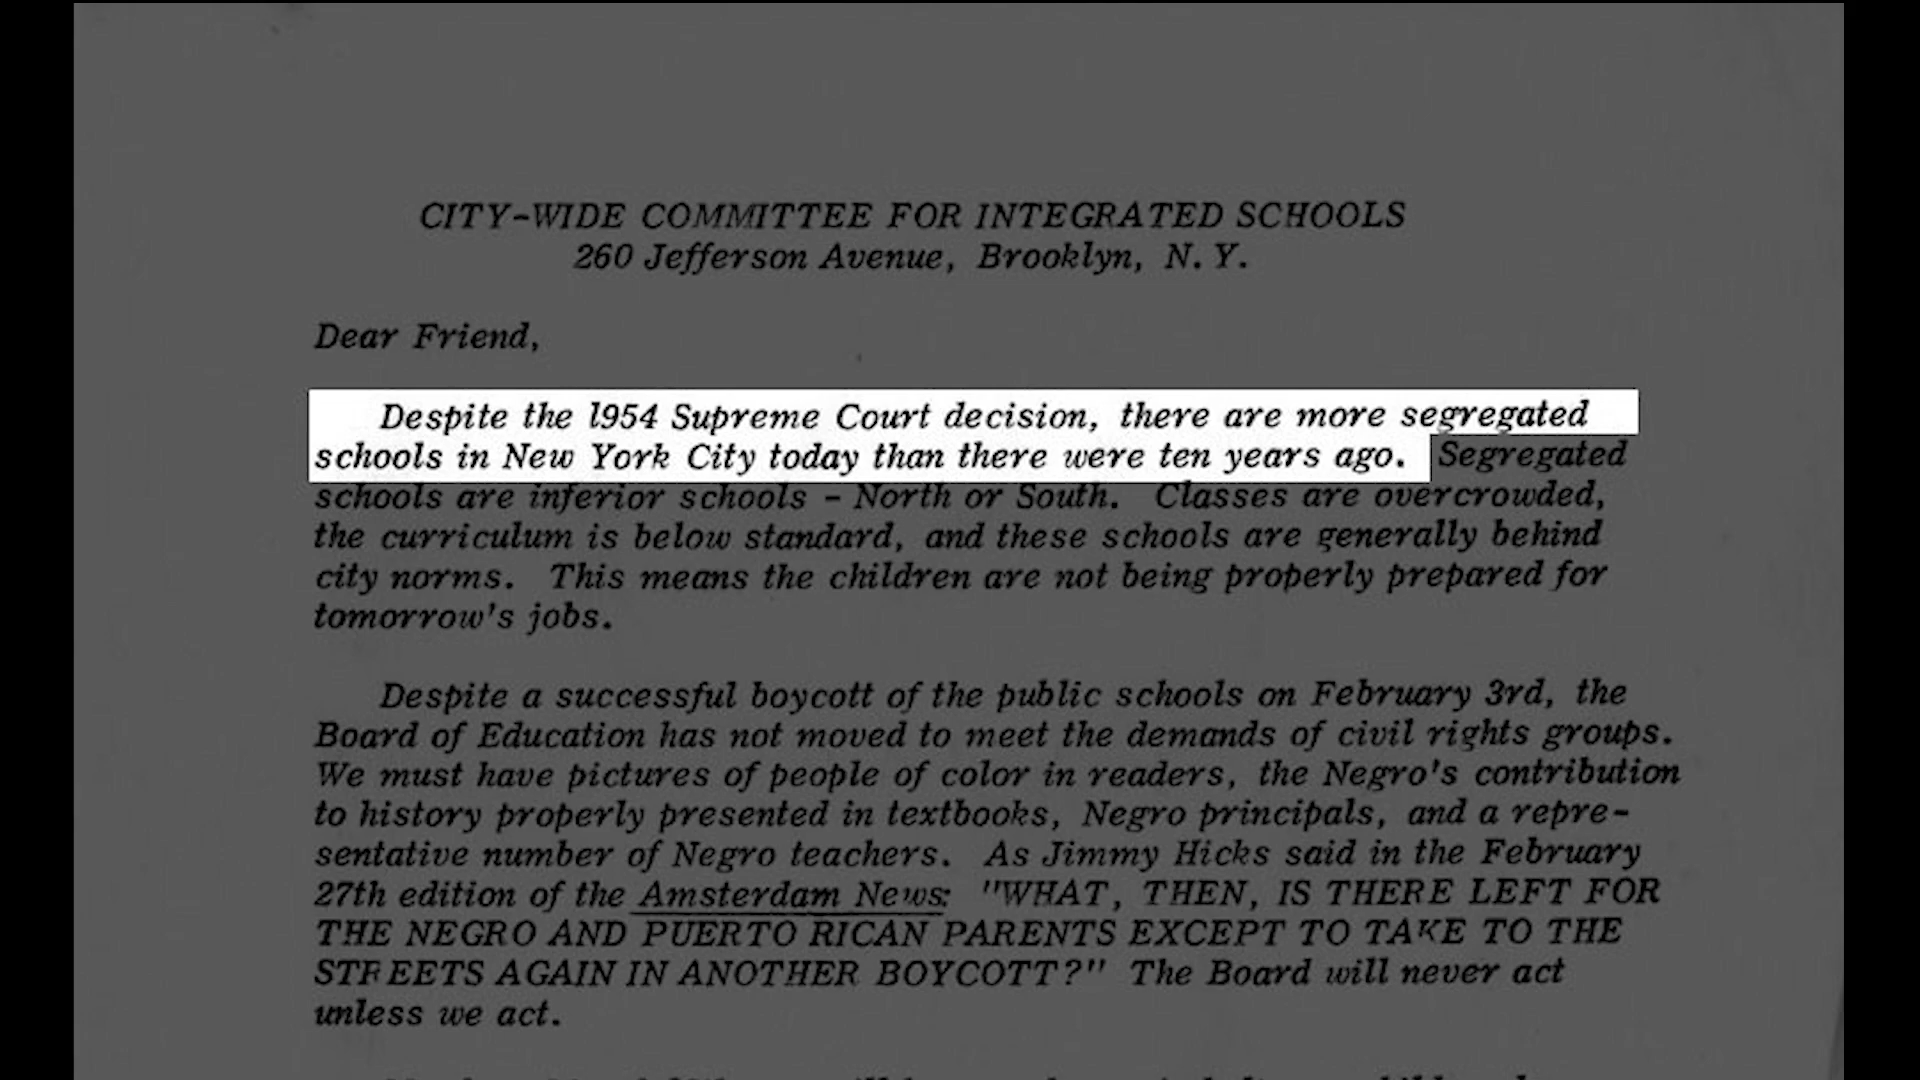 CITY-WIDE COMMITTEE FOR INTEGRATED SCHOOLS
260 Jefferson Avenue, Brooklyn, N. Y.
Dear Friend,
Despite the 1954 Supreme Court decision, there are more segregated
schools in New York City today than there were ten years ago. Segregated
schools are inferior schools - North or South. Classes are overcrowded,
the curriculum is below standard, and these schools are generally behind
city norms. This means the children are not being properly prepared for
tomorrow's jobs.
Despite a successful boycott of the public schools on February 3rd, the
Board of Education has not moved to meet the demands of civil rights groups.
We must have pictures of people of color in readers, the Negro's contribution
to history properly presented in textbooks, Negro principals, and a repre-
sentative number of Negro teachers. As Jimmy Hicks said in the February
27th edition of the Amsterdam News: "WHAT, THEN, IS THERE LEFT FOR
THE NEGRO AND PUERTO RICAN PARENTS EXCEPT TO TAKE TO THE
STREETS AGAIN IN ANOTHER BOYCOTT?" The Board will never act
unless we act.